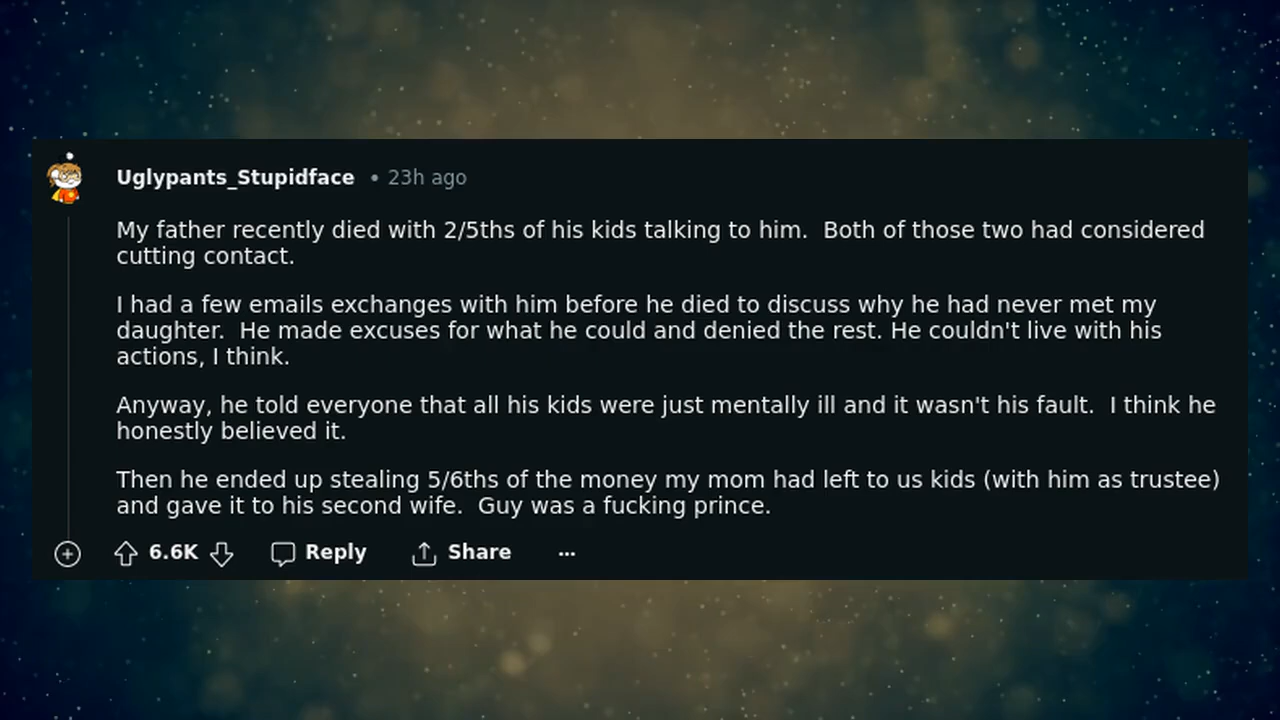 Uglypants_Stupidface • 23h ago
My father recently died with 2/5ths of his kids talking to him.  Both of those two had considered
cutting contact.
I had a few emails exchanges with him before he died to discuss why he had never met my
daughter.  He made excuses for what he could and denied the rest. He couldn't live with his
actions, I think.
Anyway, he told everyone that all his kids were just mentally ill and it wasn't his fault.  I think he
honestly believed it.
Then he ended up stealing 5/6ths of the money my mom had left to us kids (with him as trustee)
and gave it to his second wife.  Guy was a fucking prince.
6.6K Reply Share ...